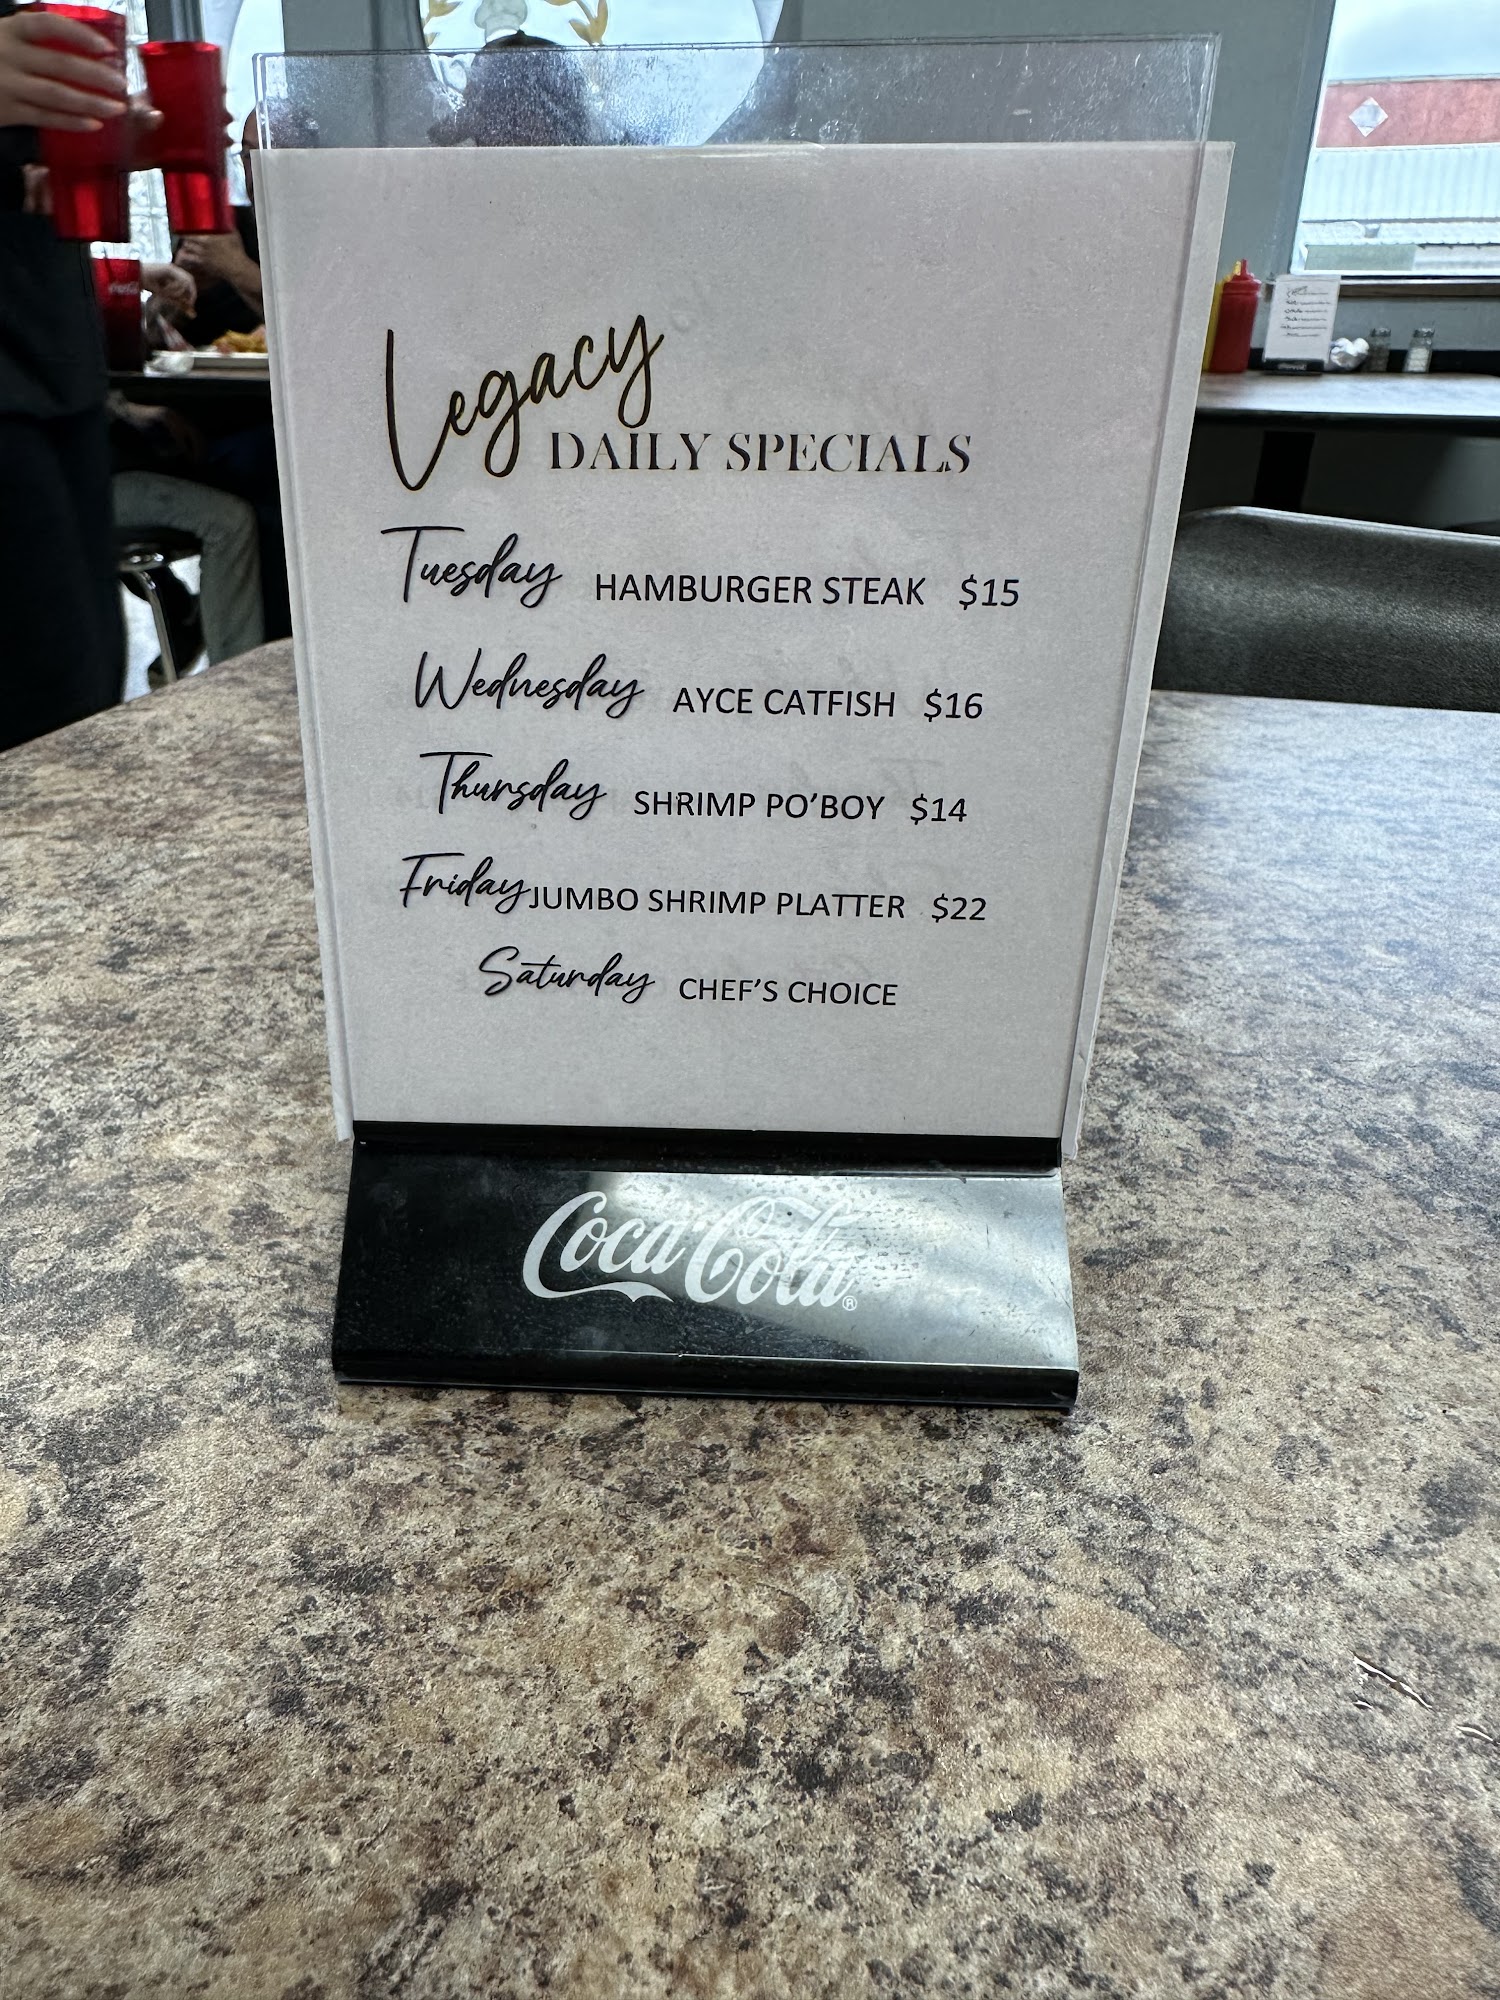 Legacy
DAILY SPECIALS
Tuesday HAMBURGER STEAK $15
Wednesday AYCE CATFISH $16
Thursday SHRIMP PO'BOY $14
Friday JUMBO SHRIMP PLATTER $22
Saturday CHEF'S CHOICE
Coca-Cola®